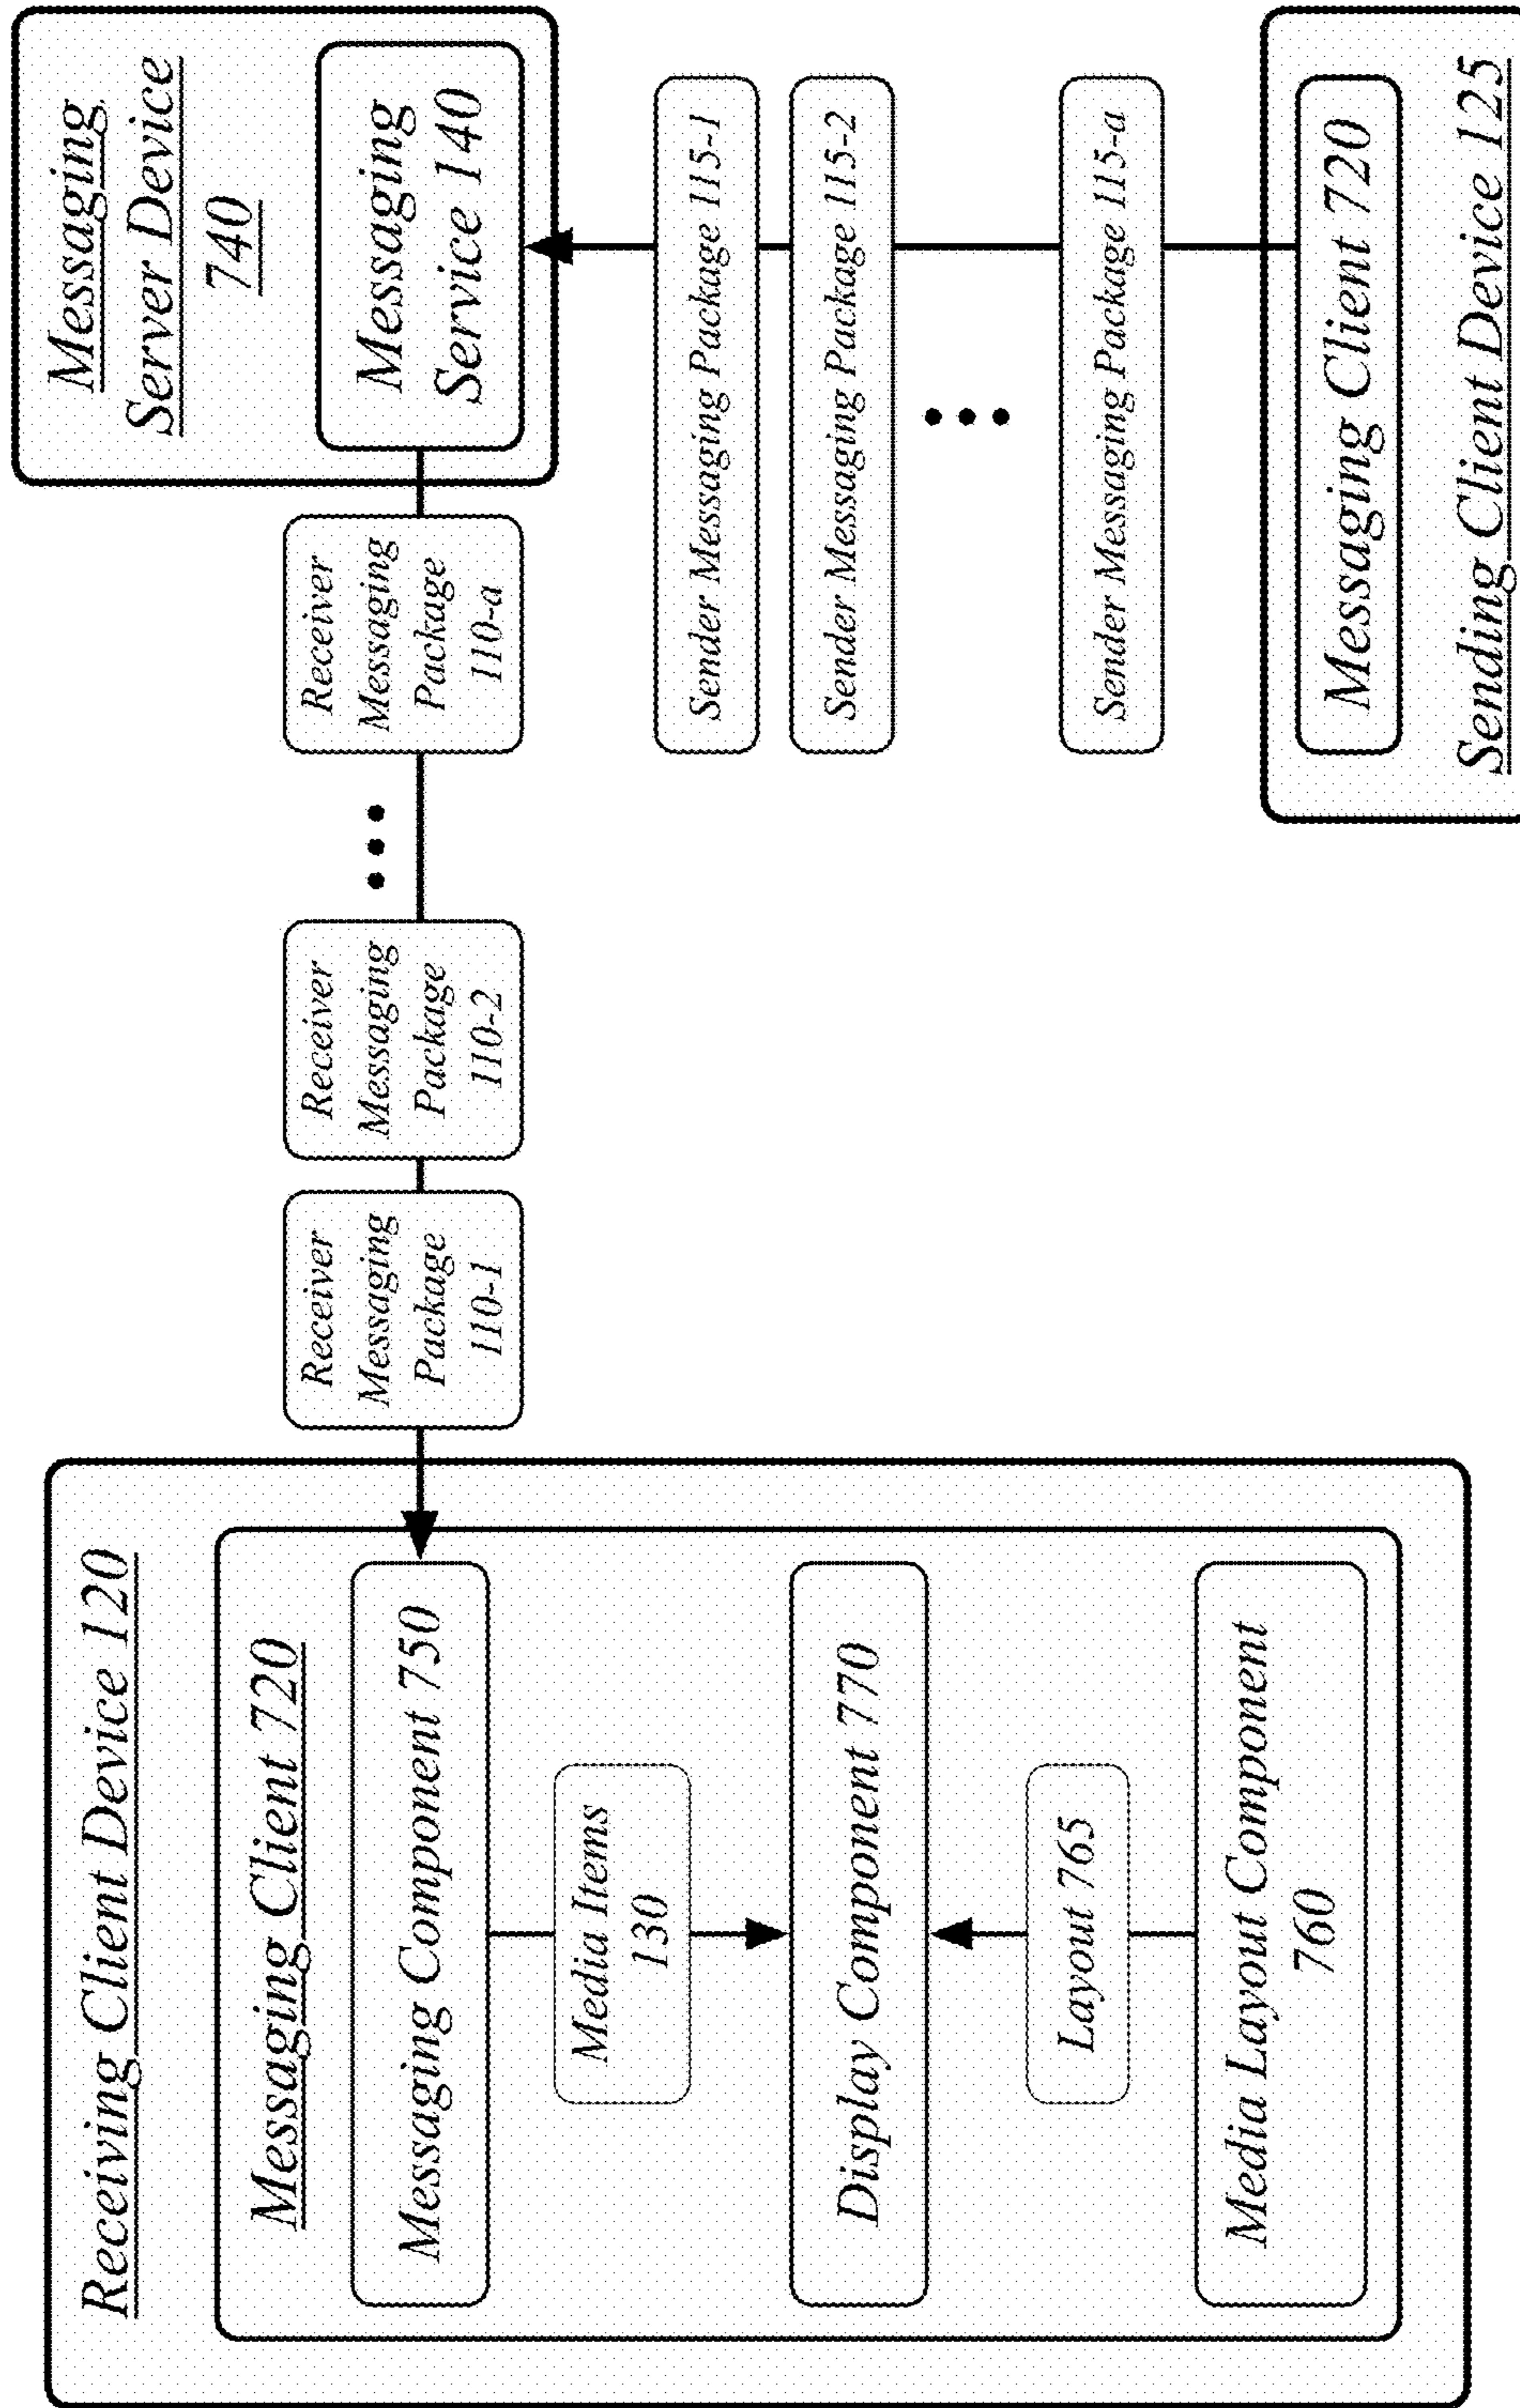 Receiving Client Device 120
Messaging Client 720
Messaging Component 750
Media Items
130
Display Component 770
Layout 765
Media Layout Component
760
Receiver
Messaging
Package
110-1
Receiver
Messaging
Package
110-2
Receiver
Messaging
Package
110-a
Messaging
Server Device
740
Messaging
Service 140
Sender Messaging Package 115-1
Sender Messaging Package 115-2
Sender Messaging Package 115-a
Messaging Client 720
Sending Client Device 125